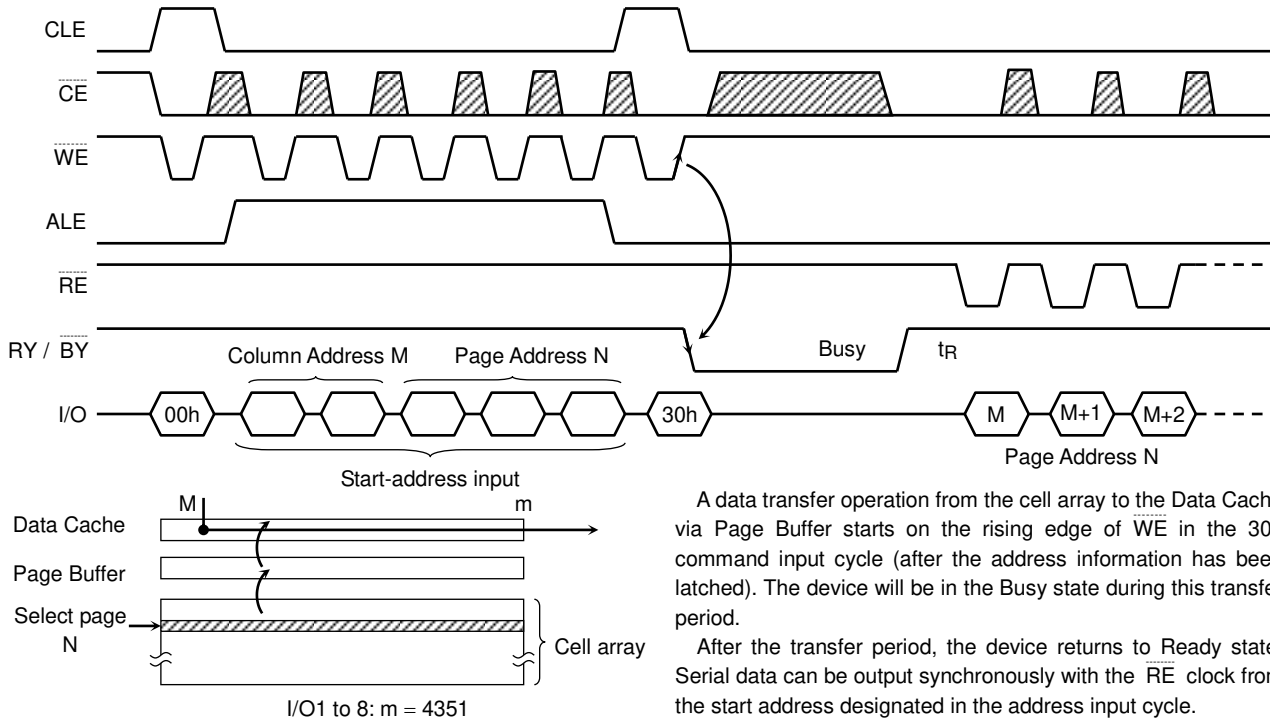 CLE
CE
WE
ALE
RE
RY / BY
Busy
tR
Column Address M
Page Address N
I/O
00h
30h
M
M+1
M+2
Start-address input
Page Address N
M
m
Data Cache
Page Buffer
Select page
N
Cell array
I/O1 to 8: m = 4351
A data transfer operation from the cell array to the Data Cach
via Page Buffer starts on the rising edge of WE in the 30
command input cycle (after the address information has bee
latched). The device will be in the Busy state during this transfe
period.
After the transfer period, the device returns to Ready state
Serial data can be output synchronously with the RE clock from
the start address designated in the address input cycle.